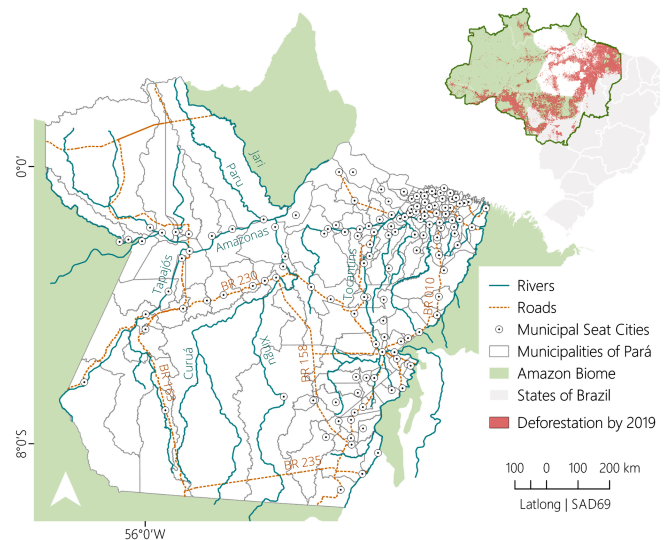 0°0'
8°0'S
56°0'W
Jari
Paru
Amazonas
Tapajós
Tocantins
BR 230
BR 010
Curuá
Xingu
BR 158
BR 163
BR 235
Rivers
Roads
Municipal Seat Cities
Municipalities of Pará
Amazon Biome
States of Brazil
Deforestation by 2019
100 0 100 200 km
Latlong | SAD69